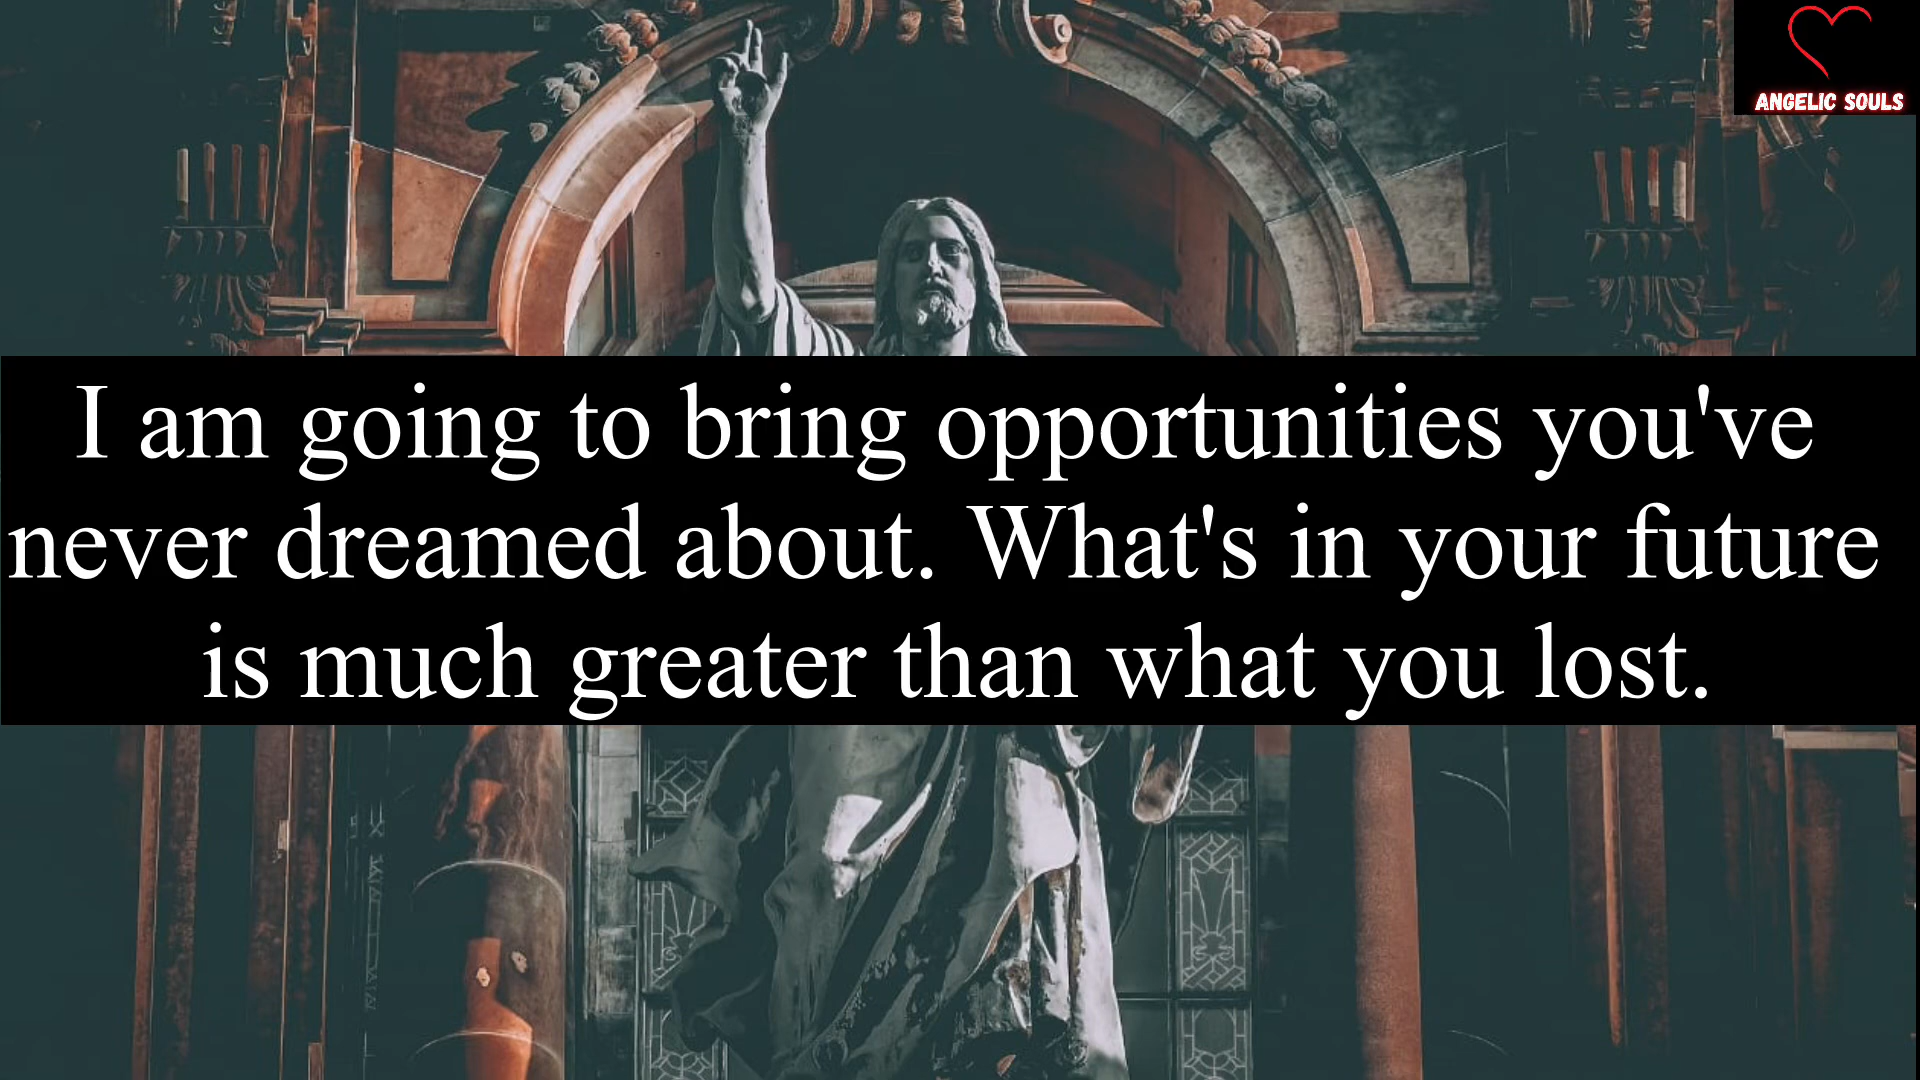 ANGELIC SOULS
I am going to bring opportunities you've
never dreamed about. What's in your future
is much greater than what you lost.